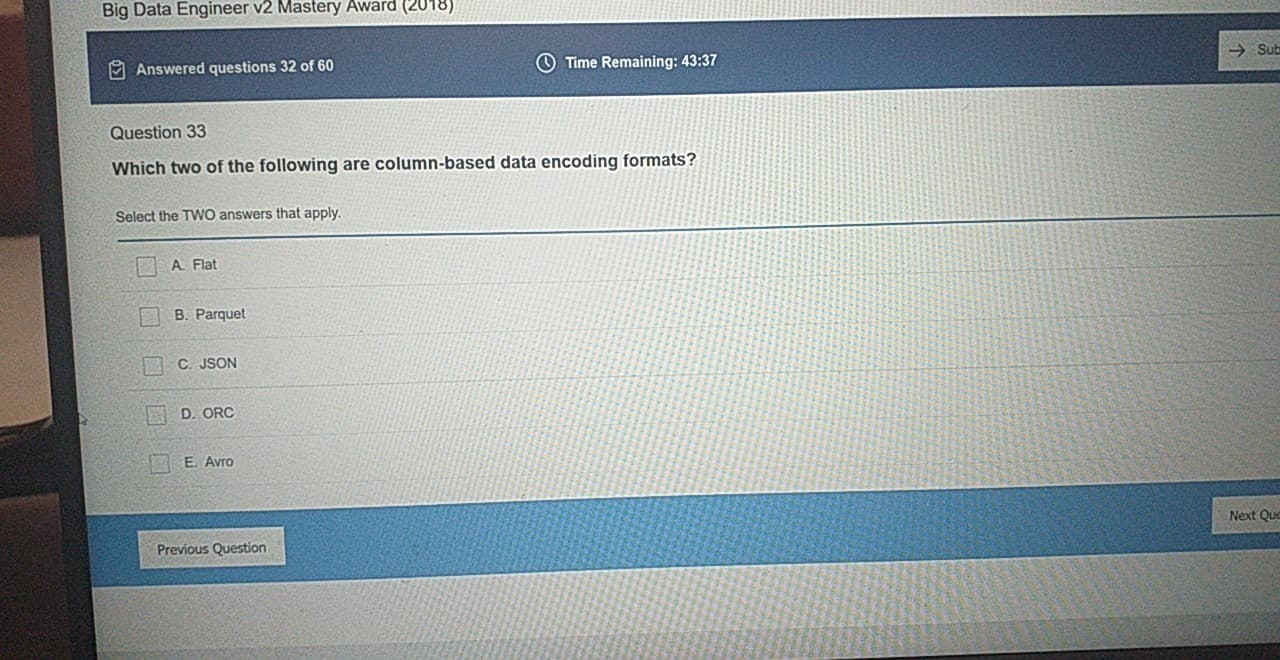 Big Data Engineer v2 Mastery Award (2018)
Answered questions 32 of 60
Time Remaining: 43:37
Question 33
Which two of the following are column-based data encoding formats?
Select the TWO answers that apply.
A. Flat
B. Parquet
C. JSON
D. ORC
E. Avro
Previous Question
Next